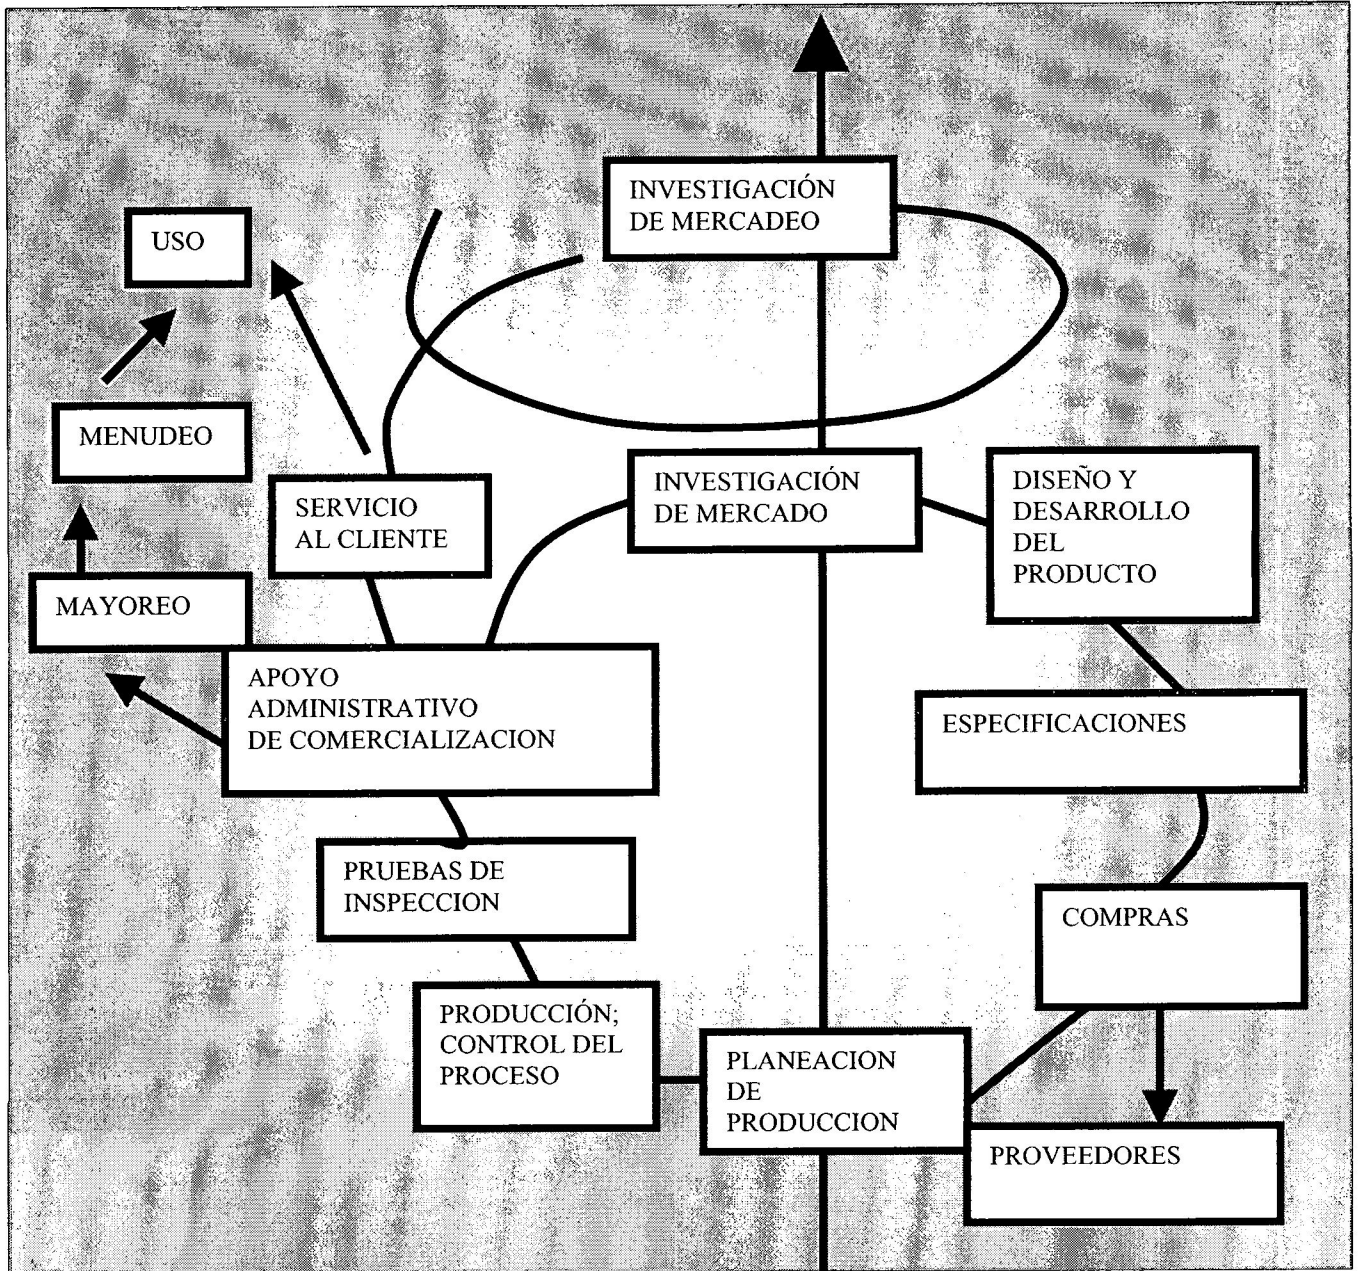 INVESTIGACIÓN
DE MERCADEO
USO
MENUDEO
SERVICIO
AL CLIENTE
INVESTIGACIÓN
DE MERCADO
DISEÑO Y
DESARROLLO
DEL
PRODUCTO
MAYOREO
APOYO
ADMINISTRATIVO
DE COMERCIALIZACION
ESPECIFICACIONES
PRUEBAS DE
INSPECCION
COMPRAS
PRODUCCIÓN;
CONTROL DEL
PROCESO
PLANEACION
DE
PRODUCCION
PROVEEDORES